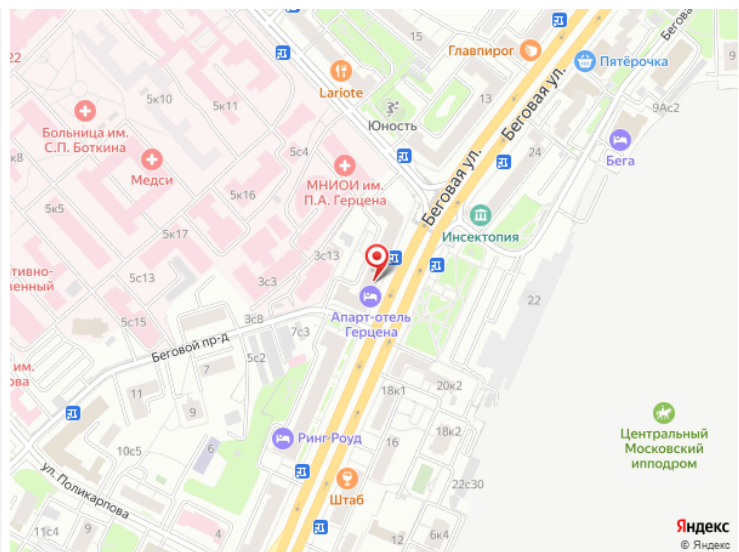 22
5к10
5к11
15
Главпирог
Пятёрочка
Беговая
9
Lariote
Юность
13
Беговая ул.
9Ас2
Больница им.
С.П. Боткина
Медси
5с4
МНИОИ им.
П.А. Герцена
24
Бега
к8
5к5
5к16
5к17
Беговая ул.
Инсектопия
тивно-
венный
5с13
3с13
3с3
5с15
3с8
7с3
Апарт-отель
Герцена
22
Беговой пр-д
5с2
им.
ова
11
9
7
18к1
20к2
10с5
6
Ринг Роуд
16
18к2
Центральный
Московский
ипподром
ул. Поликарпова
Штаб
22с30
11с4
9
4
12
6к4
Яндекс
© Яндекс